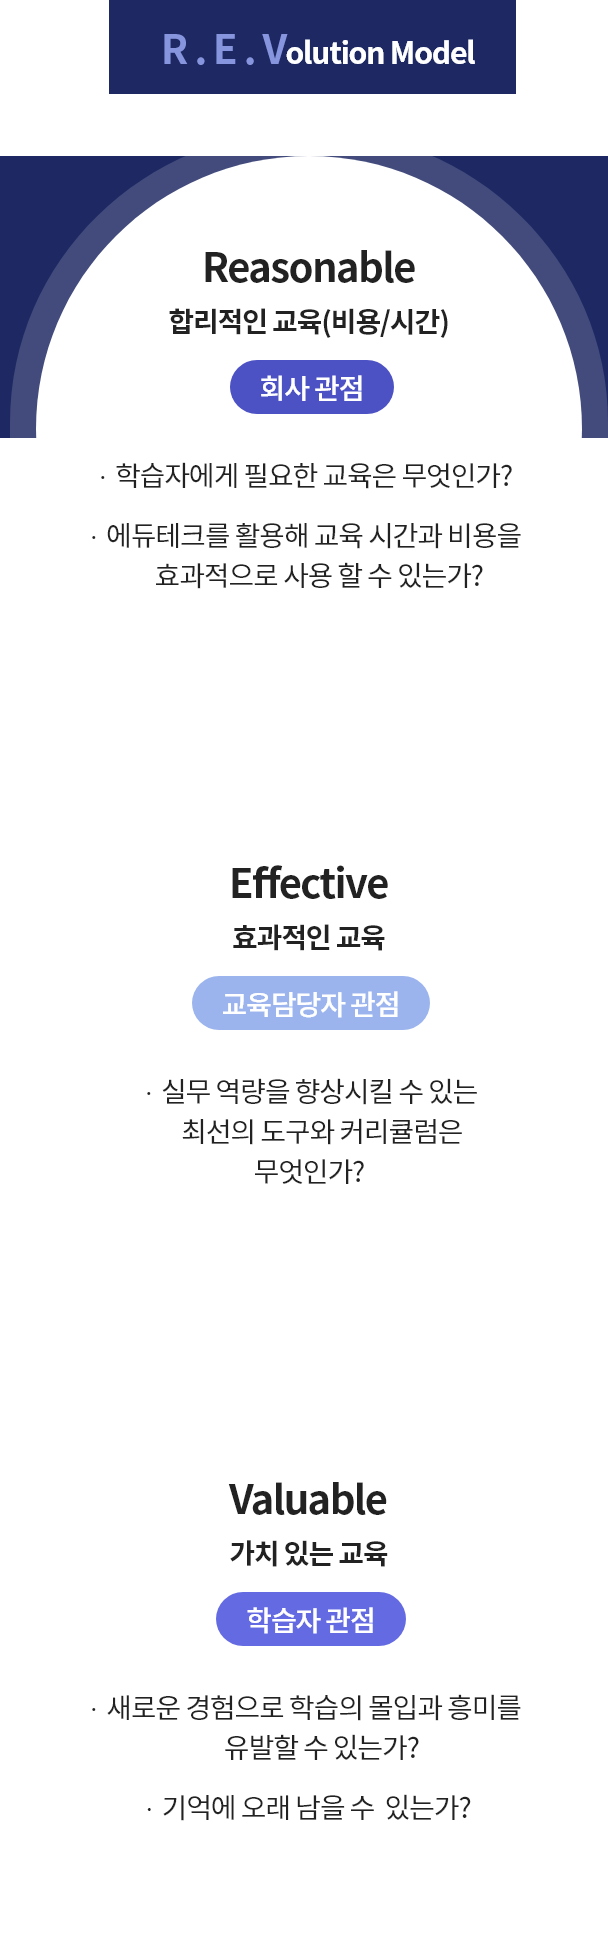 R.E.Volution Model
Reasonable
합리적인 교육(비용/시간)
회사 관점
· 학습자에게 필요한 교육은 무엇인가?
· 에듀테크를 활용해 교육 시간과 비용을
효과적으로 사용 할 수 있는가?
Effective
효과적인 교육
교육담당자 관점
· 실무 역량을 향상시킬 수 있는
최선의 도구와 커리큘럼은
무엇인가?
Valuable
가치 있는 교육
학습자 관점
· 새로운 경험으로 학습의 몰입과 흥미를
유발할 수 있는가?
· 기억에 오래 남을 수 있는가?